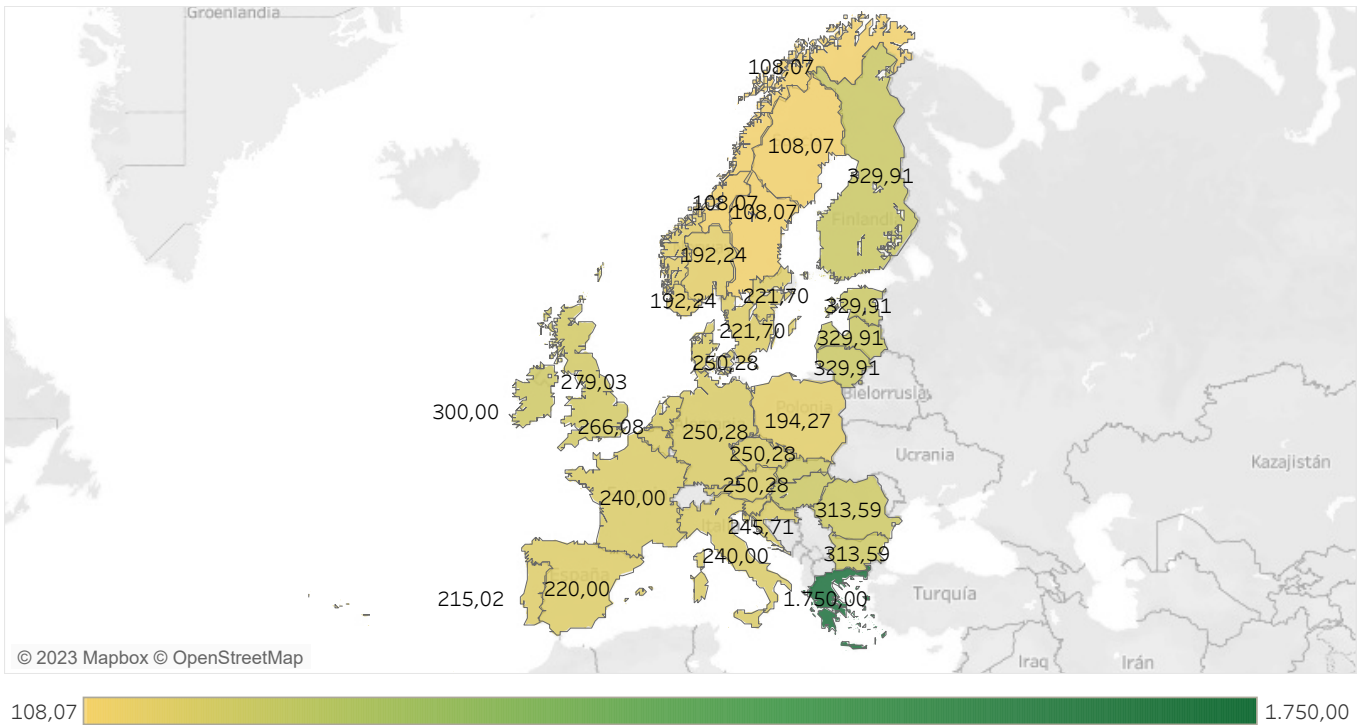 Groenlandia
108,07
108,07
329,91
108,07
108,07
Finlandia
192,24
192,24
221,70
329,91
221,70
329,91
250,28
329,91
279,03
Bielorrusia
300,00
Polonia
266,08
194,27
250,28
250,28
Ucrania
Kazajistán
250,28
240,00
313,59
Italia
245,71
240,00
313,59
España
215,02
220,00
1.750,00
Turquía
© 2023 Mapbox © OpenStreetMap
Iraq
Irán
108,07
1.750,00